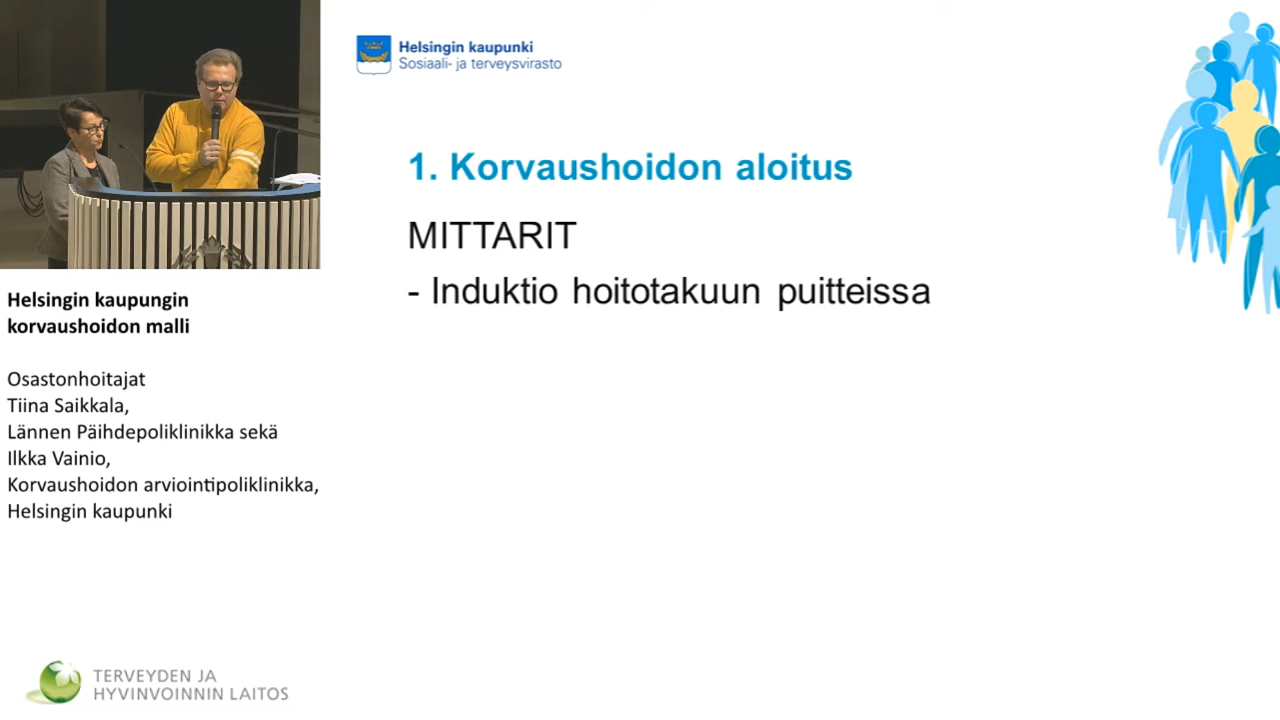 Helsingin kaupunki
Sosiaali- ja terveysvirasto
1. Korvaushoidon aloitus
MITTARIT
- Induktio hoitotakuun puitteissa
Helsingin kaupungin
korvaushoidon malli
Osastonhoitajat
Tiina Saikkala,
Lännen Päihdepoliklinikka sekä
Ilkka Vainio,
Korvaushoidon arviointipoliklinikka,
Helsingin kaupunki
TERVEYDEN JA
HYVINVOINNIN LAITOS